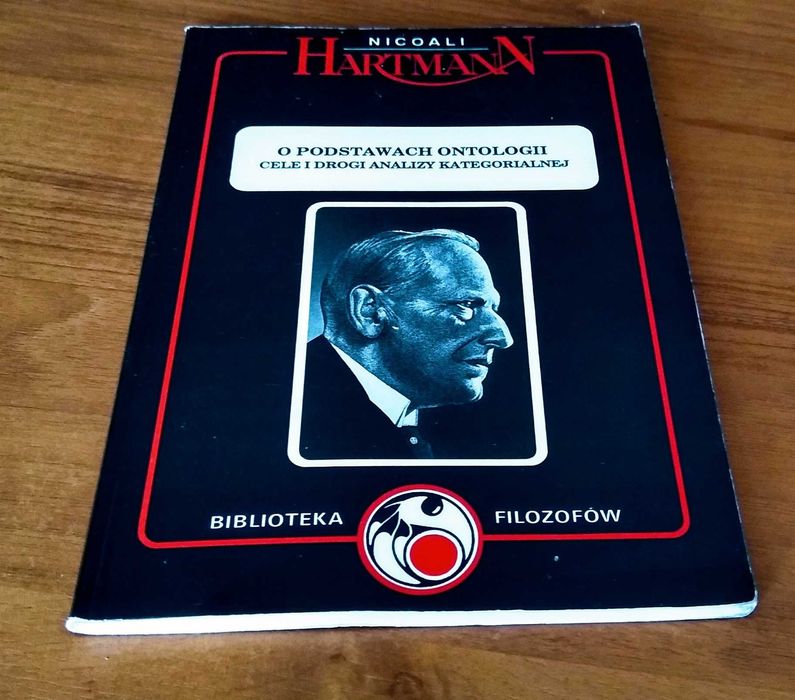 NICOALI
HARTMANN
O PODSTAWACH ONTOLOGII
CELE I DROGI ANALIZY KATEGORIALNEJ
BIBLIOTEKA FILOZOFÓW